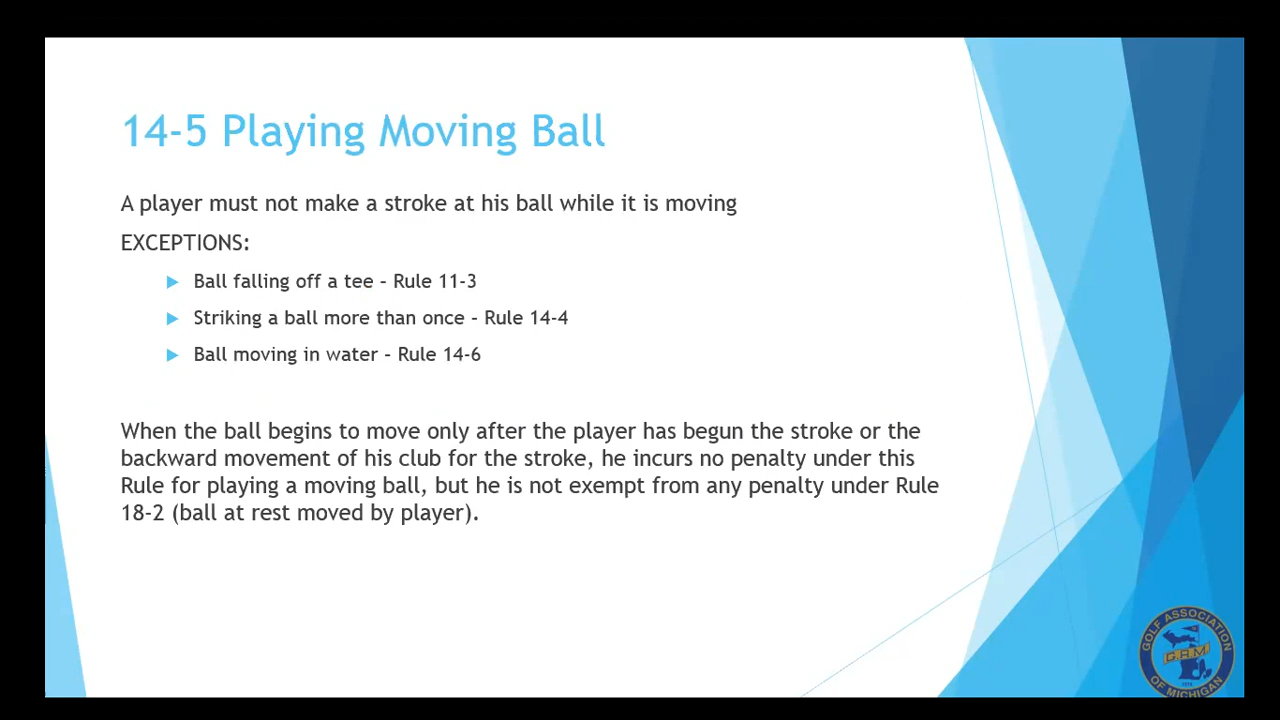 14-5 Playing Moving Ball
A player must not make a stroke at his ball while it is moving
EXCEPTIONS:
Ball falling off a tee – Rule 11-3
Striking a ball more than once – Rule 14-4
Ball moving in water – Rule 14-6
When the ball begins to move only after the player has begun the stroke or the
backward movement of his club for the stroke, he incurs no penalty under this
Rule for playing a moving ball, but he is not exempt from any penalty under Rule
18-2 (ball at rest moved by player).
GOLF ASSOCIATION
G.A.M.
OF MICHIGAN